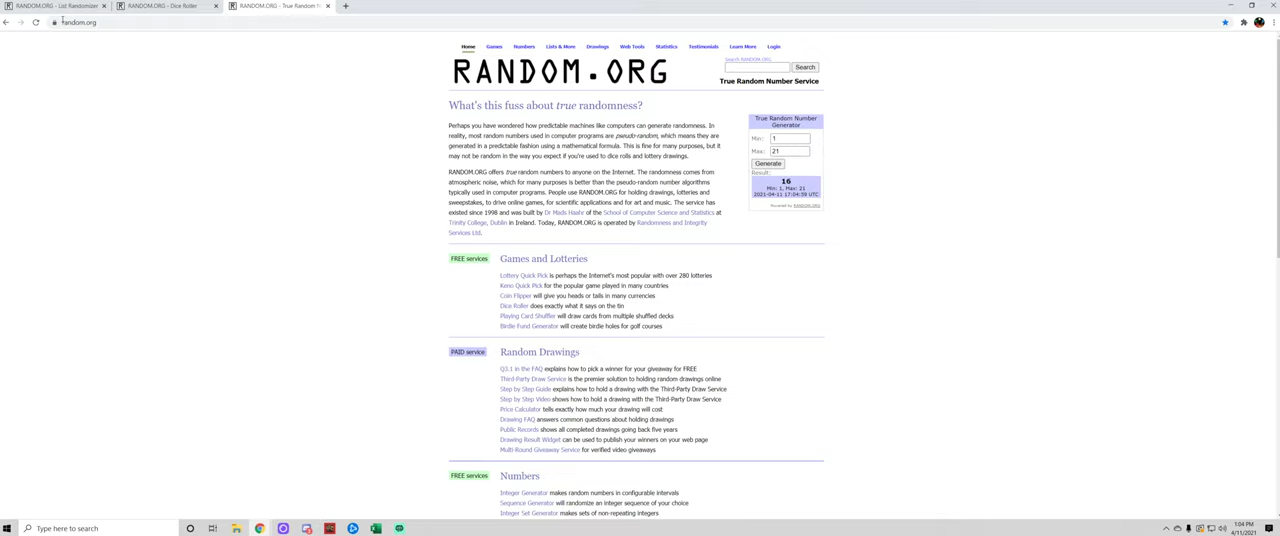 RANDOM.ORG - List Randomizer
RANDOM.ORG - Dice Roller
RANDOM.ORG - True Random N
random.org
Home Games Numbers Lists & More Drawings Web Tools Statistics Testimonials Learn More Login
RANDOM.ORG
Search RANDOM.ORG
Search
True Random Number Service
What's this fuss about true randomness?
Perhaps you have wondered how predictable machines like computers can generate randomness. In
reality, most random numbers used in computer programs are pseudo-random, which means they are
generated in a predictable fashion using a mathematical formula. This is fine for many purposes, but it
may not be random in the way you expect if you're used to dice rolls and lottery drawings.
RANDOM.ORG offers true random numbers to anyone on the Internet. The randomness comes from
atmospheric noise, which for many purposes is better than the pseudo-random number algorithms
typically used in computer programs. People use RANDOM.ORG for holding drawings, lotteries and
sweepstakes, to drive online games, for scientific applications and for art and music. The service has
existed since 1998 and was built by Dr Mads Haahr of the School of Computer Science and Statistics at
Trinity College, Dublin in Ireland. Today, RANDOM.ORG is operated by Randomness and Integrity
Services Ltd.
True Random Number
Generator
Min: 1
Max: 21
Generate
Result:
16
Min: 1, Max: 21
2021-04-11 17:04:39 UTC
Powered by RANDOM.ORG
FREE services
Games and Lotteries
Lottery Quick Pick is perhaps the Internet's most popular with over 280 lotteries
Keno Quick Pick for the popular game played in many countries
Coin Flipper will give you heads or tails in many currencies
Dice Roller does exactly what it says on the tin
Playing Card Shuffler will draw cards from multiple shuffled decks
Birdie Fund Generator will create birdie holes for golf courses
PAID service
Random Drawings
Q3.1 in the FAQ explains how to pick a winner for your giveaway for FREE
Third-Party Draw Service is the premier solution to holding random drawings online
Step by Step Guide explains how to hold a drawing with the Third-Party Draw Service
Step by Step Video shows how to hold a drawing with the Third-Party Draw Service
Price Calculator tells exactly how much your drawing will cost
Drawing FAQ answers common questions about holding drawings
Public Records shows all completed drawings going back five years
Drawing Result Widget can be used to publish your winners on your web page
Multi-Round Giveaway Service for verified video giveaways
FREE services
Numbers
Integer Generator makes random numbers in configurable intervals
Sequence Generator will randomize an integer sequence of your choice
Integer Set Generator makes sets of non-repeating integers
Type here to search
1:04 PM
4/11/2021